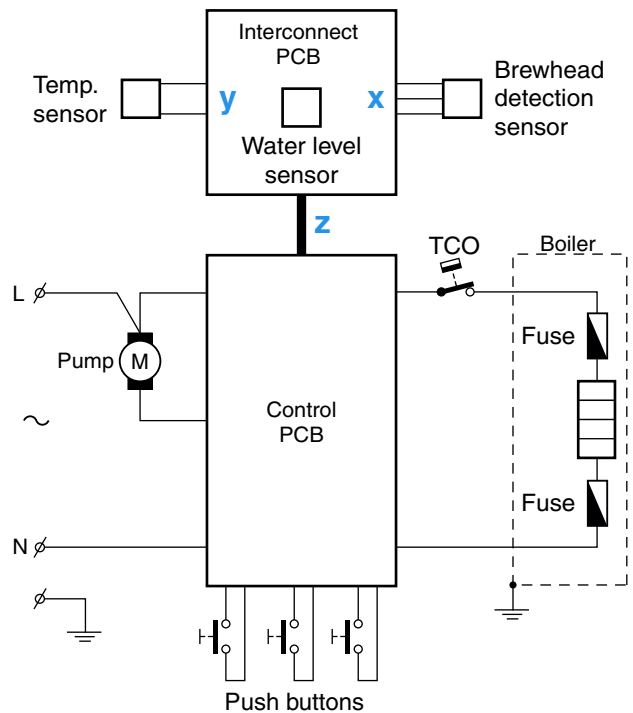 Interconnect
PCB
Temp.
sensor
y
x
Brewhead
detection
sensor
Water level
sensor
z
TCO
Boiler
L
Fuse
Pump
M
Control
PCB
~
Fuse
N
Push buttons